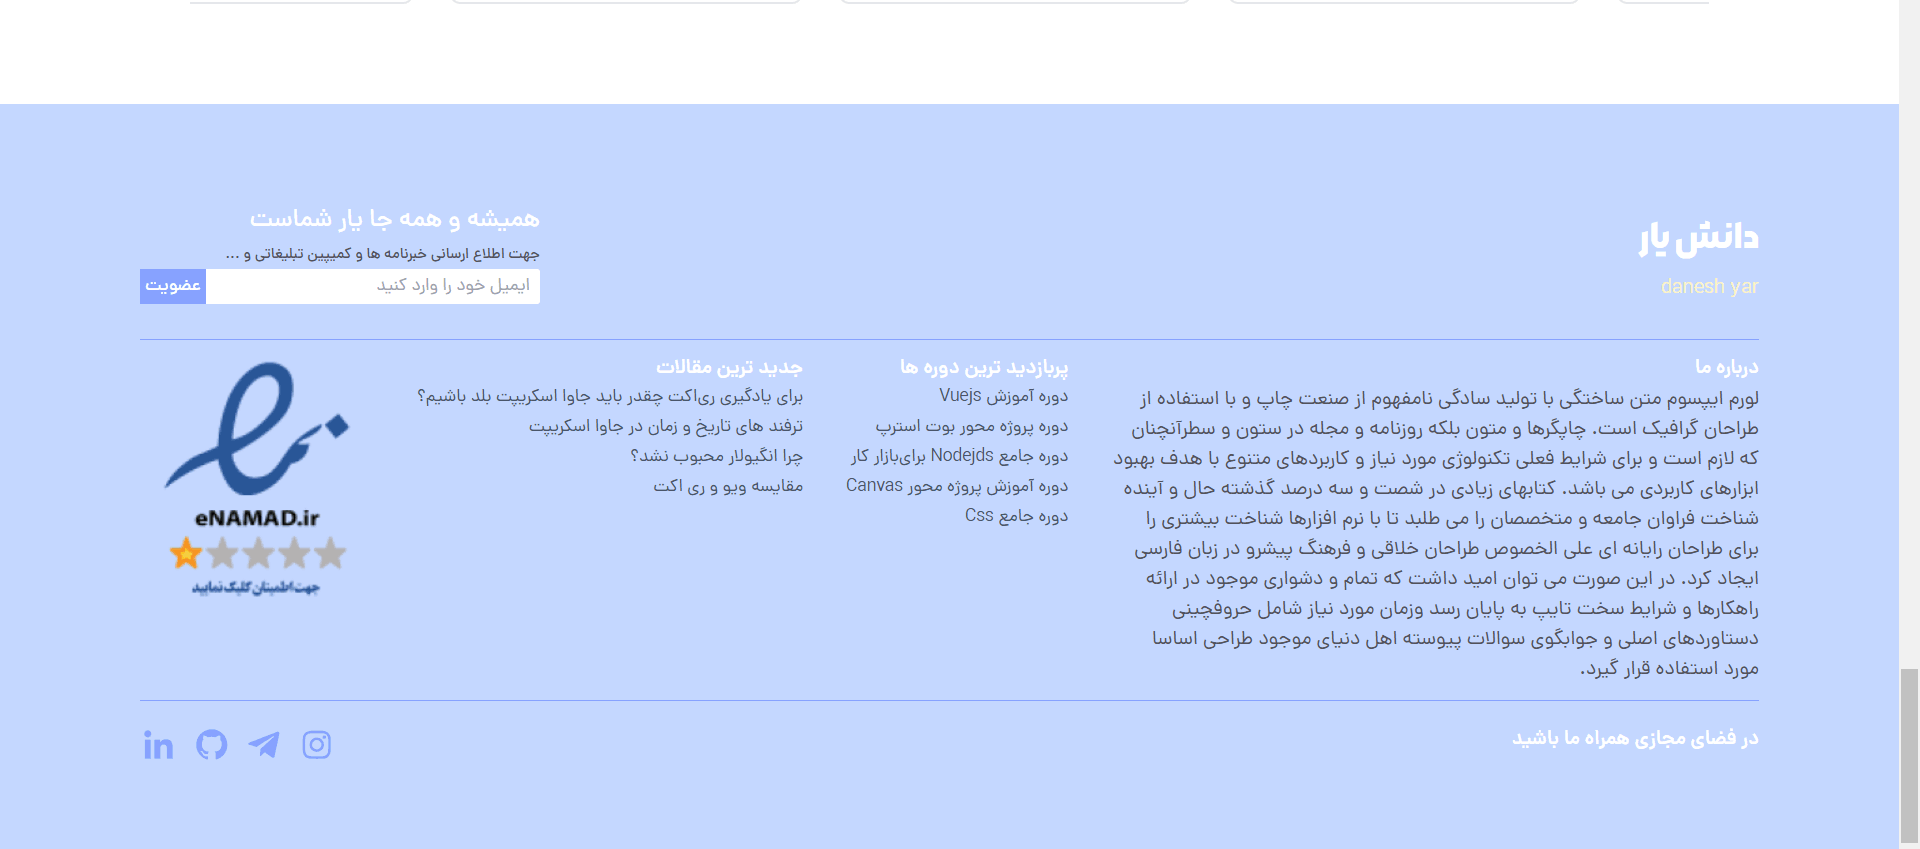 دانش یار
danesh yar
همیشه و همه جا یار شماست
جهت اطلاع ارسانی خبرنامه ها و کمیپین تبلیغاتی و ...
ایمیل خود را وارد کنید
عضویت
درباره ما
لورم ایپسوم متن ساختگی با تولید سادگی نامفهوم از صنعت چاپ و با استفاده از
طراحان گرافیک است. چاپگرها و متون بلکه روزنامه و مجله در ستون و سطرآنچنان
که لازم است و برای شرایط فعلی تکنولوژی مورد نیاز و کاربردهای متنوع با هدف بهبود
ابزارهای کاربردی می باشد. کتابهای زیادی در شصت و سه درصد گذشته حال و آینده
شناخت فراوان جامعه و متخصصان را می طلبد تا با نرم افزارها شناخت بیشتری را
برای طراحان رایانه ای علی الخصوص طراحان خلاقی و فرهنگ پیشرو در زبان فارسی
ایجاد کرد. در این صورت می توان امید داشت که تمام و دشواری موجود در ارائه
راهکارها و شرایط سخت تایپ به پایان رسد وزمان مورد نیاز شامل حروفچینی
دستاوردهای اصلی و جوابگوی سوالات پیوسته اهل دنیای موجود طراحی اساسا
مورد استفاده قرار گیرد.
پربازدید ترین دوره ها
دوره آموزش Vuejs
دوره پروژه محور بوت استرپ
دوره جامع Nodejds برای‌بازار کار
دوره آموزش پروژه محور Canvas
دوره جامع Css
جدید ترین مقالات
برای یادگیری ری‌اکت چقدر باید جاوا اسکریپت بلد باشیم؟
ترفند های تاریخ و زمان در جاوا اسکریپت
چرا انگیولار محبوب نشد؟
مقایسه ویو و ری اکت
eNAMAD.ir
جهت اطمینان کلیک نمایید
در فضای مجازی همراه ما باشید